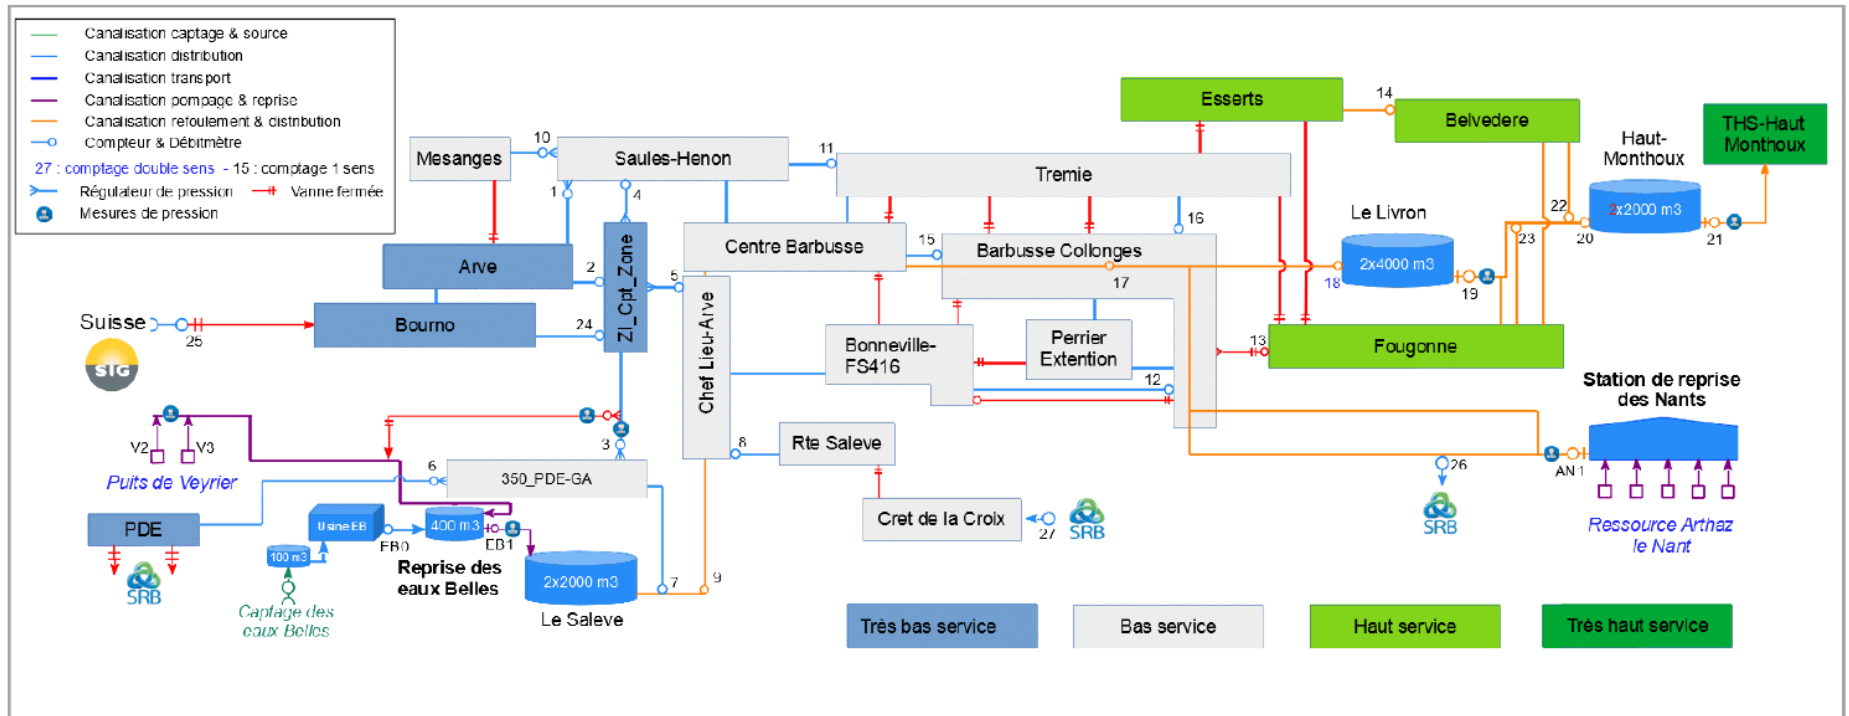 Canalisation captage & source
Canalisation distribution
Canalisation transport
Canalisation pompage & reprise
Canalisation refoulement & distribution
Compteur & Débitmètre
27 : comptage double sens - 15 : comptage 1 sens
Régulateur de pression
Vanne fermée
Mesures de pression
Mesanges
10
Saules-Henon
11
Tremie
Esserts
14
Belvedere
Haut-
Monthoux
THS-Haut
Monthoux
1
4
Arve
2
ZI_Cpt_Zone
5
Centre Barbusse
15
Barbusse Collonges
16
17
Le Livron
2x4000 m3
18
19
22
23
20
2x2000 m3
21
Suisse
25
SIG
Bourno
24
Chef Lieu-Arve
Bonneville-
FS416
Perrier
Extention
12
13
Fougonne
Station de reprise
des Nants
V2
V3
Puits de Veyrier
3
6
350_PDE-GA
8
Rte Saleve
26
SRB
AN1
Ressource Arthaz
le Nant
PDE
SRB
Usine EB
100 m3
EB0
400 m3
EB1
Reprise des
eaux Belles
Captage des
eaux Belles
2x2000 m3
Le Saleve
7
9
Cret de la Croix
27
SRB
Très bas service
Bas service
Haut service
Très haut service